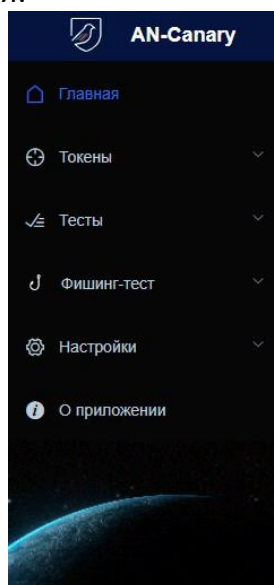 AN-Canary
Главная
Токены
Тесты
Фишинг-тест
Настройки
О приложении